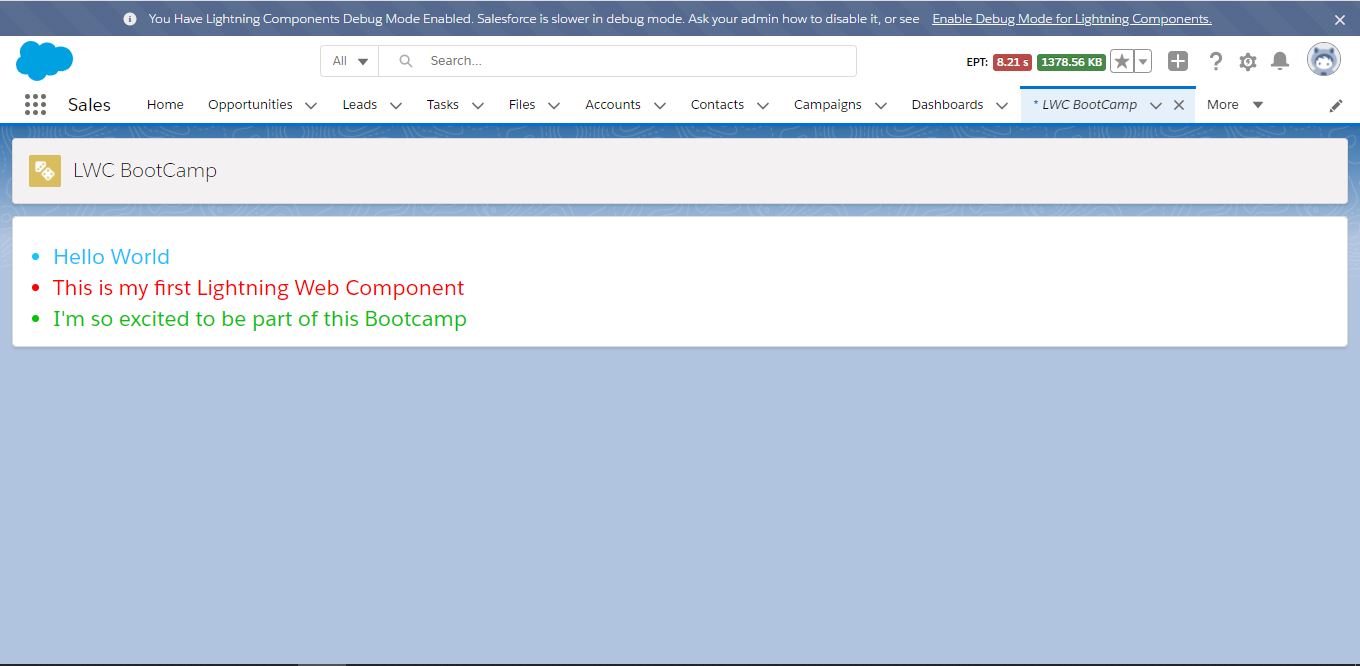 You Have Lightning Components Debug Mode Enabled. Salesforce is slower in debug mode. Ask your admin how to disable it, or see Enable Debug Mode for Lightning Components.
All Search... EPT: 8.21 s 1378.56 KB
Sales Home Opportunities Leads Tasks Files Accounts Contacts Campaigns Dashboards * LWC BootCamp More
LWC BootCamp
• Hello World
• This is my first Lightning Web Component
• I'm so excited to be part of this Bootcamp